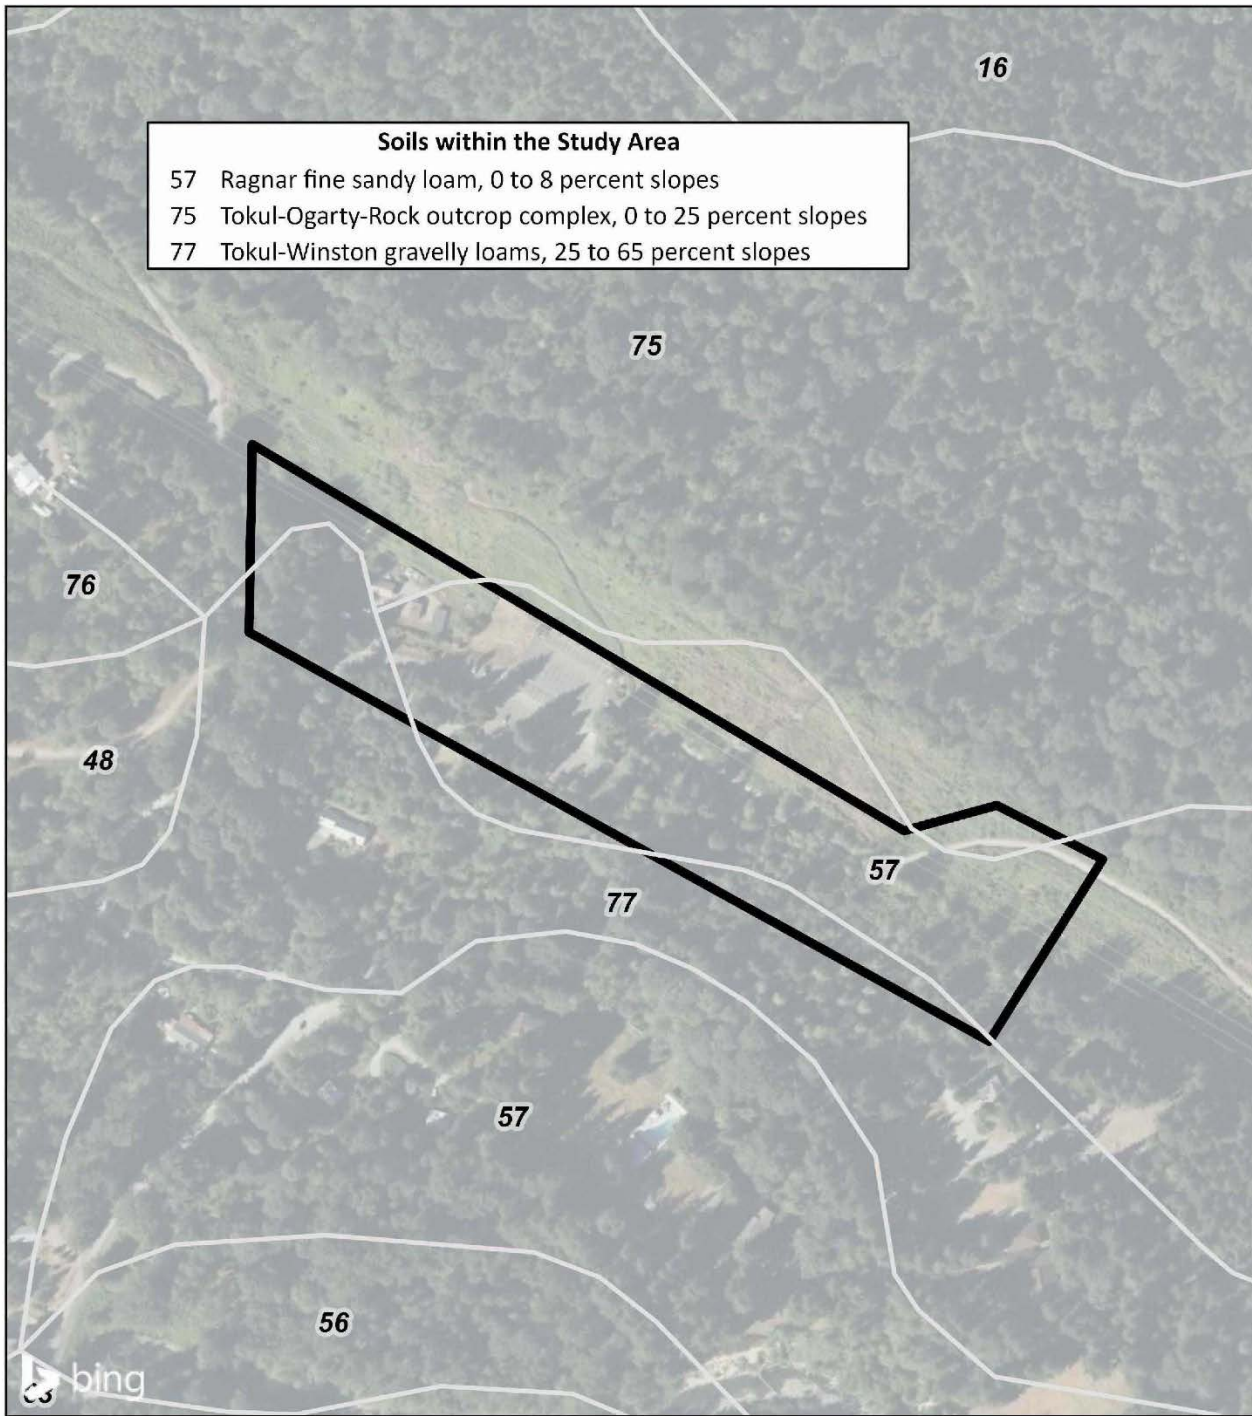 16
Soils within the Study Area
57 Ragnar fine sandy loam, 0 to 8 percent slopes
75 Tokul-Ogarty-Rock outcrop complex, 0 to 25 percent slopes
77 Tokul-Winston gravelly loams, 25 to 65 percent slopes
75
76
48
57
77
57
56
bing